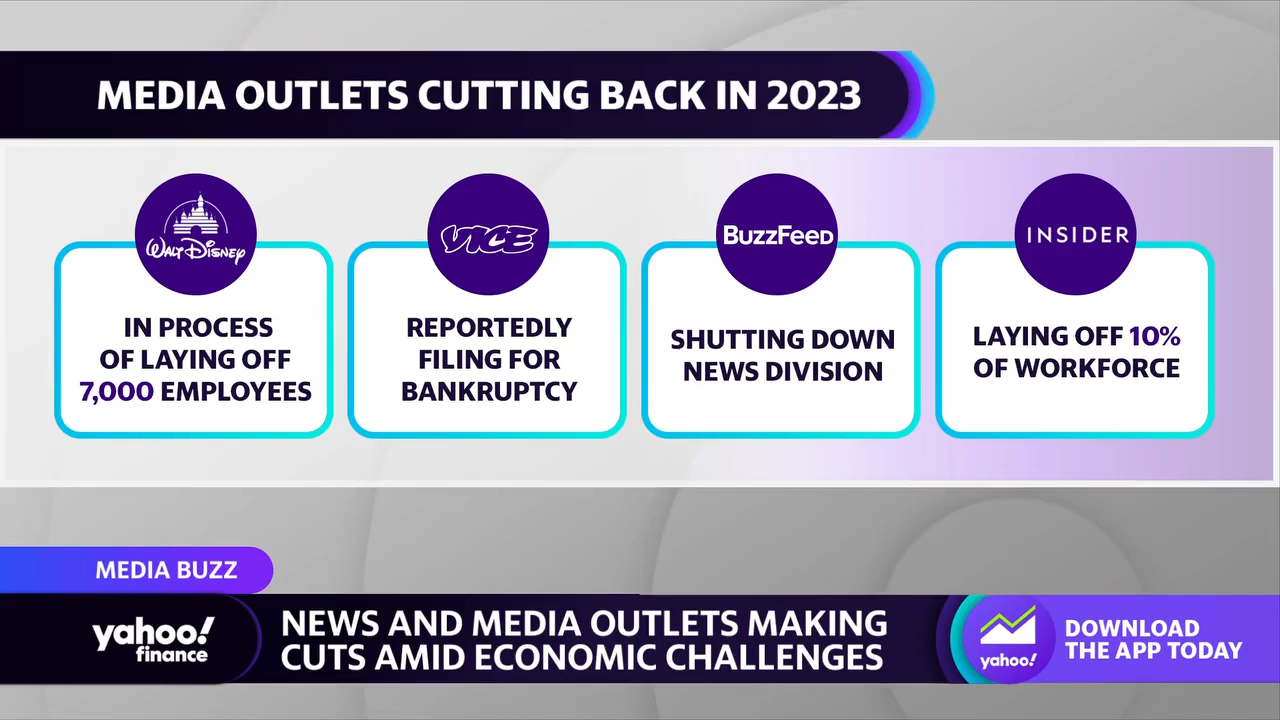 MEDIA OUTLETS CUTTING BACK IN 2023
WALT DISNEY
IN PROCESS
OF LAYING OFF
7,000 EMPLOYEES
VICE
REPORTEDLY
FILING FOR
BANKRUPTCY
BuzzFeed
SHUTTING DOWN
NEWS DIVISION
INSIDER
LAYING OFF 10%
OF WORKFORCE
MEDIA BUZZ
yahoo!
finance
NEWS AND MEDIA OUTLETS MAKING
CUTS AMID ECONOMIC CHALLENGES
yahoo!
DOWNLOAD
THE APP TODAY